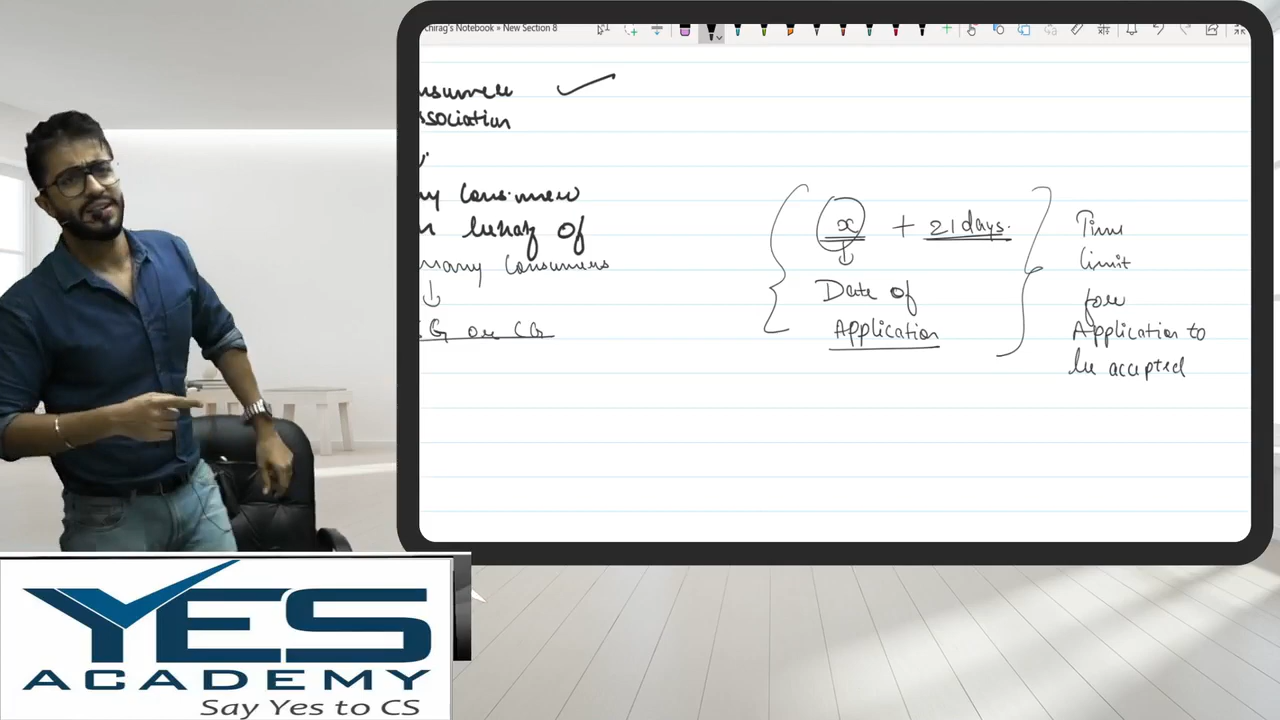 chirag's Notebook » New Section 8
nsumer
ssociation
ny Consumer
n behalf of
many Consumers
G or CG
x + 21 days.
Date of
Application
Time
limit
for
Application to
be accepted
YES
ACADEMY
Say Yes to CS